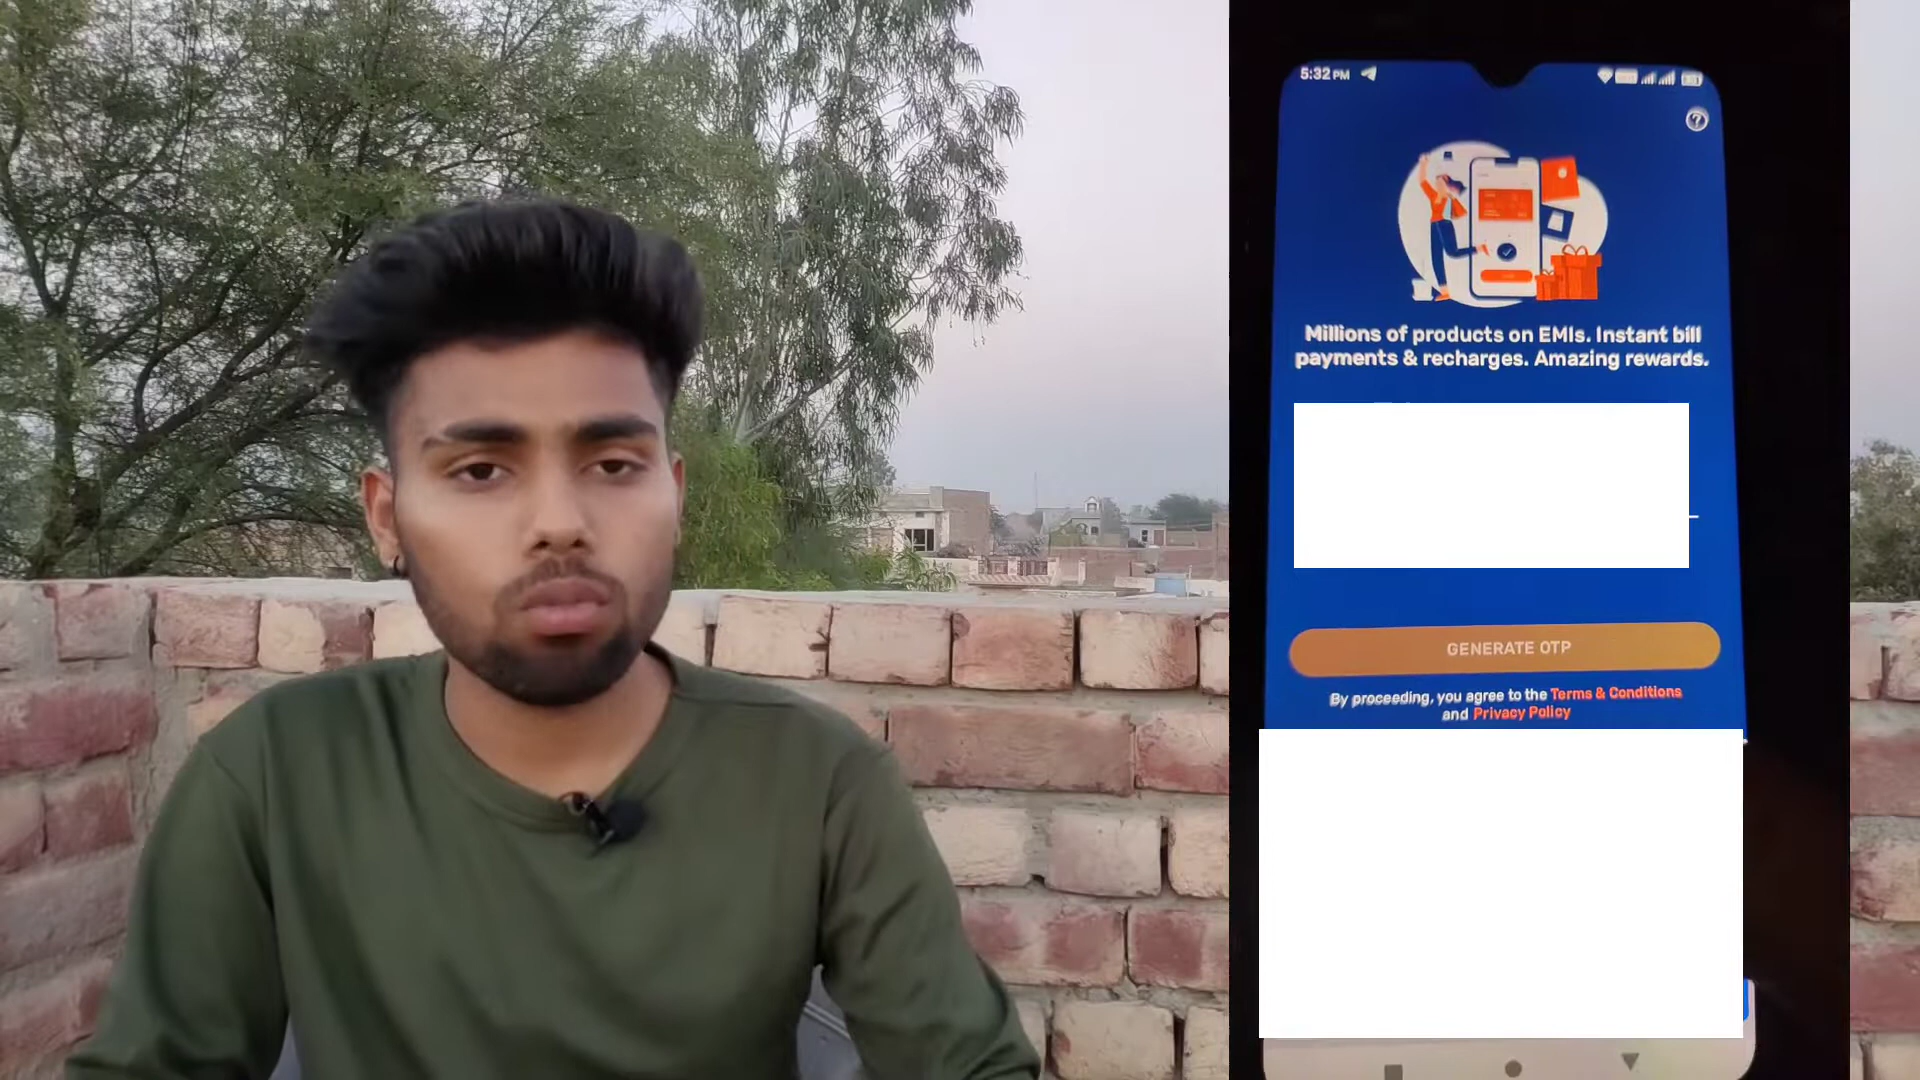 5:32 PM
?
Millions of products on EMIs. Instant bill
payments & recharges. Amazing rewards.
GENERATE OTP
By proceeding, you agree to the Terms & Conditions
and Privacy Policy